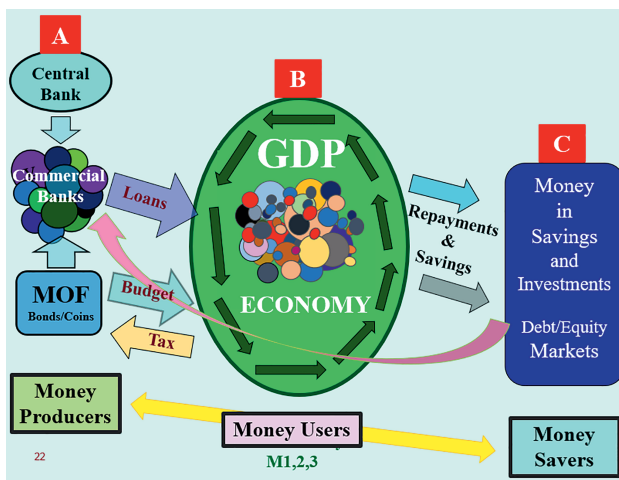 A
Central
Bank
Commercial
Banks
MOF
Bonds/Coins
Loans
Budget
Tax
B
GDP
ECONOMY
Repayments
&
Savings
C
Money
in
Savings
and
Investments
Debt/Equity
Markets
Money
Producers
Money Users
M1,2,3
Money
Savers
22